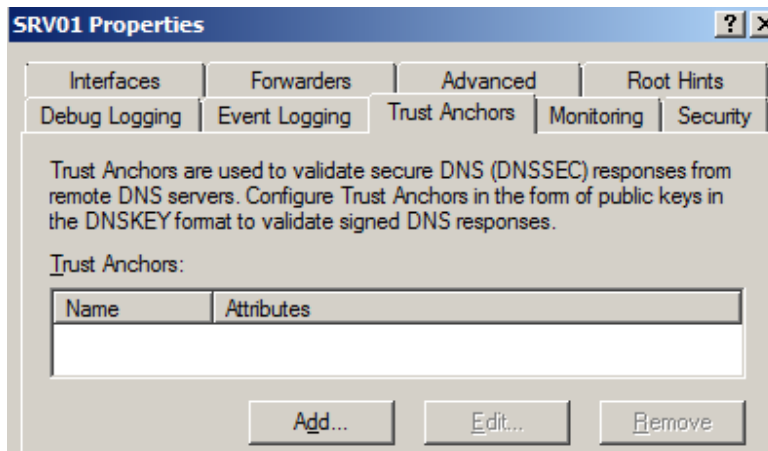 SRV01 Properties
Interfaces Forwarders Advanced Root Hints
Debug Logging Event Logging Trust Anchors Monitoring Security
Trust Anchors are used to validate secure DNS (DNSSEC) responses from
remote DNS servers. Configure Trust Anchors in the form of public keys in
the DNSKEY format to validate signed DNS responses.
Trust Anchors:
Name Attributes
Add... Edit... Remove